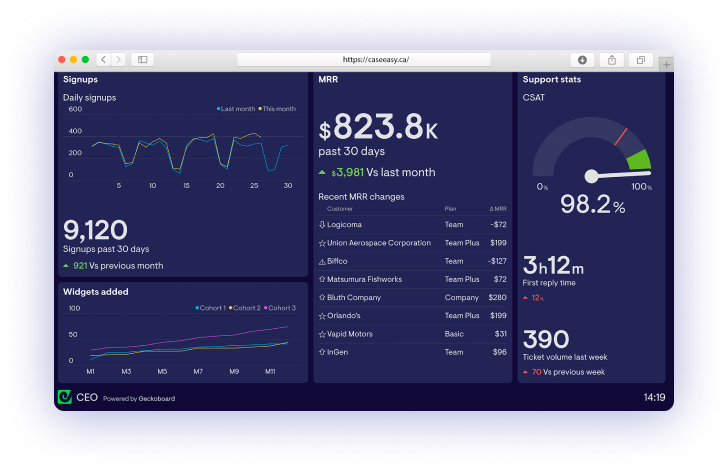 https://caseeasy.ca/
Signups
Daily signups
Last month This month
600
400
200
0
5 10 15 20 25 30
9,120
Signups past 30 days
921 Vs previous month
Widgets added
Cohort 1 Cohort 2 Cohort 3
100
50
0
M1 M3 M5 M7 M9 M11
MRR
$823.8K
past 30 days
$3,981 Vs last month
Recent MRR changes
Customer Plan Δ MRR
Logicoma Team -$72
Union Aerospace Corporation Team Plus $199
Biffco Team -$127
Matsumura Fishworks Team Plus $72
Bluth Company Company $280
Orlando's Team Plus $199
Vapid Motors Basic $31
InGen Team $96
Support stats
CSAT
0% 100%
98.2%
3h12m
First reply time
12%
390
Ticket volume last week
70 Vs previous week
CEO Powered by Geckoboard
14:19